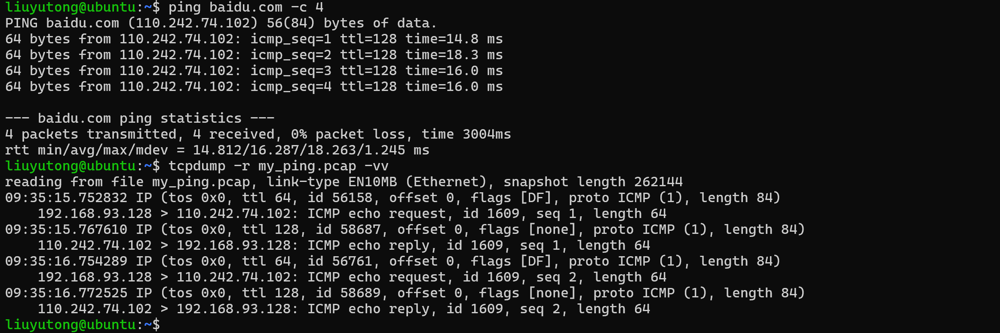 liuyutong@ubuntu:~$ ping baidu.com -c 4
PING baidu.com (110.242.74.102) 56(84) bytes of data.
64 bytes from 110.242.74.102: icmp_seq=1 ttl=128 time=14.8 ms
64 bytes from 110.242.74.102: icmp_seq=2 ttl=128 time=18.3 ms
64 bytes from 110.242.74.102: icmp_seq=3 ttl=128 time=16.0 ms
64 bytes from 110.242.74.102: icmp_seq=4 ttl=128 time=16.0 ms

--- baidu.com ping statistics ---
4 packets transmitted, 4 received, 0% packet loss, time 3004ms
rtt min/avg/max/mdev = 14.812/16.287/18.263/1.245 ms
liuyutong@ubuntu:~$ tcpdump -r my_ping.pcap -vv
reading from file my_ping.pcap, link-type EN10MB (Ethernet), snapshot length 262144
09:35:15.752832 IP (tos 0x0, ttl 64, id 56158, offset 0, flags [DF], proto ICMP (1), length 84)
    192.168.93.128 > 110.242.74.102: ICMP echo request, id 1609, seq 1, length 64
09:35:15.767610 IP (tos 0x0, ttl 128, id 58687, offset 0, flags [none], proto ICMP (1), length 84)
    110.242.74.102 > 192.168.93.128: ICMP echo reply, id 1609, seq 1, length 64
09:35:16.754289 IP (tos 0x0, ttl 64, id 56761, offset 0, flags [DF], proto ICMP (1), length 84)
    192.168.93.128 > 110.242.74.102: ICMP echo request, id 1609, seq 2, length 64
09:35:16.772525 IP (tos 0x0, ttl 128, id 58689, offset 0, flags [none], proto ICMP (1), length 84)
    110.242.74.102 > 192.168.93.128: ICMP echo reply, id 1609, seq 2, length 64
liuyutong@ubuntu:~$